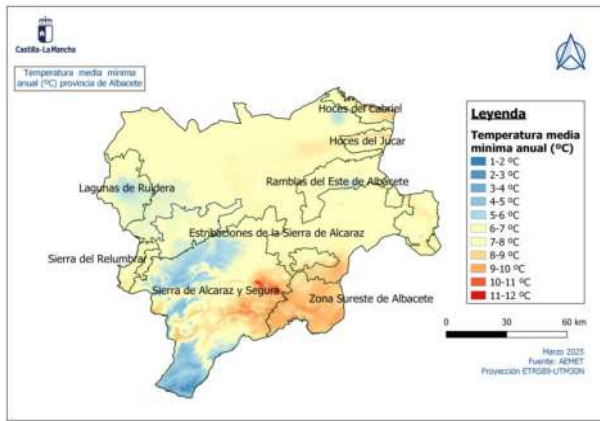 Castilla-La Mancha
Temperatura media mínima
anual (ºC) provincia de Albacete
Hoces del Cabriel
Hoces del Júcar
Lagunas de Ruidera
Ramblas del Este de Albacete
Estribaciones de la Sierra de Alcaraz
Sierra del Relumbrar
Sierra de Alcaraz y Segura
Zona Sureste de Albacete
Leyenda
Temperatura media
mínima anual (ºC)
1-2 ºC
2-3 ºC
3-4 ºC
4-5 ºC
5-6 ºC
6-7 ºC
7-8 ºC
8-9 ºC
9-10 ºC
10-11 ºC
11-12 ºC
0 30 60 km
Marzo 2025
Fuente: AEMET
Proyección ETRS89-UTM30N